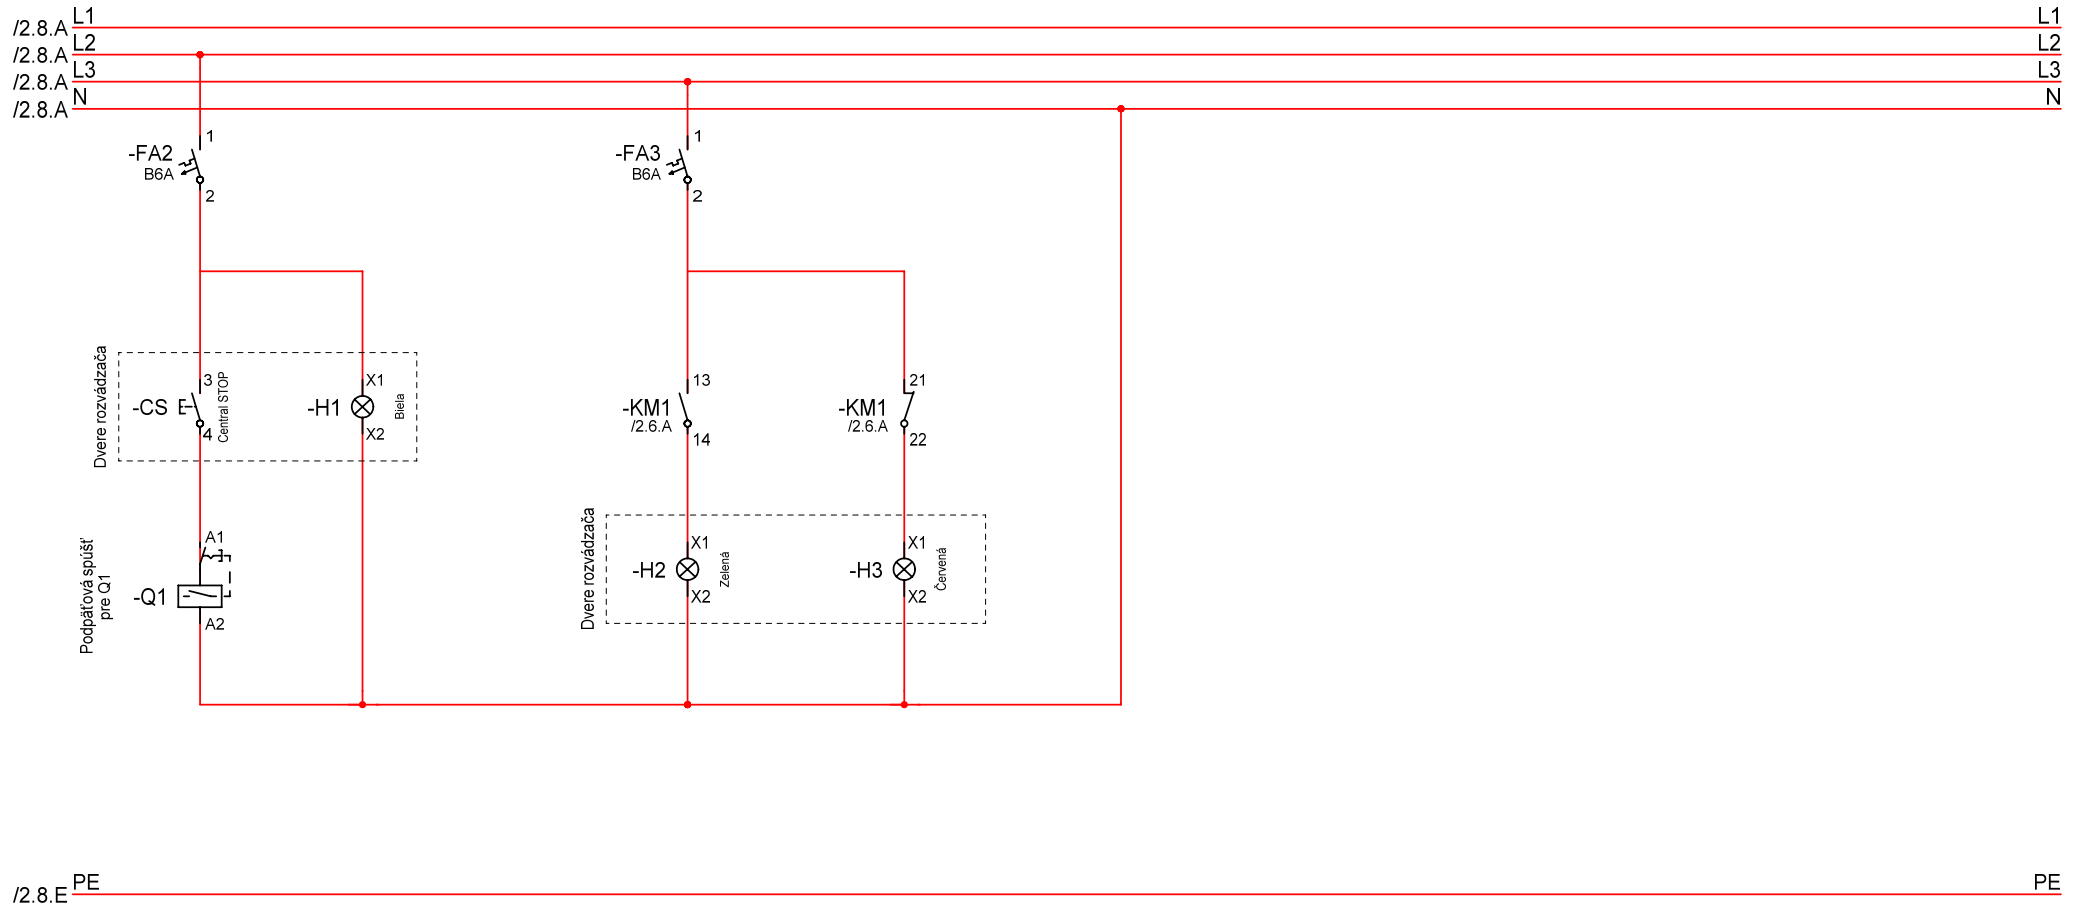 L1
L1
/2.8.A
L2
L2
/2.8.A
L3
L3
/2.8.A
N
N
/2.8.A
1
-FA2
B6A
2
1
-FA3
B6A
2
Dvere rozvádzača
3
-CS
4
Central STOP
X1
-H1
X2
Biela
13
-KM1
/2.6.A
14
21
-KM1
/2.6.A
22
Podpäťová spúšť
pre Q1
A1
-Q1
A2
Dvere rozvádzača
X1
-H2
X2
Zelená
X1
-H3
X2
Červená
PE
PE
/2.8.E